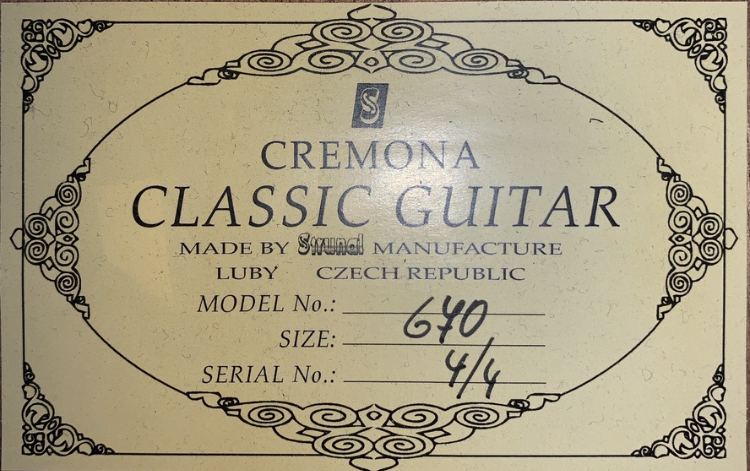 S
CREMONA
CLASSIC GUITAR
MADE BY Strunal MANUFACTURE
LUBY CZECH REPUBLIC
MODEL No.: 670
SIZE: 4/4
SERIAL No.: